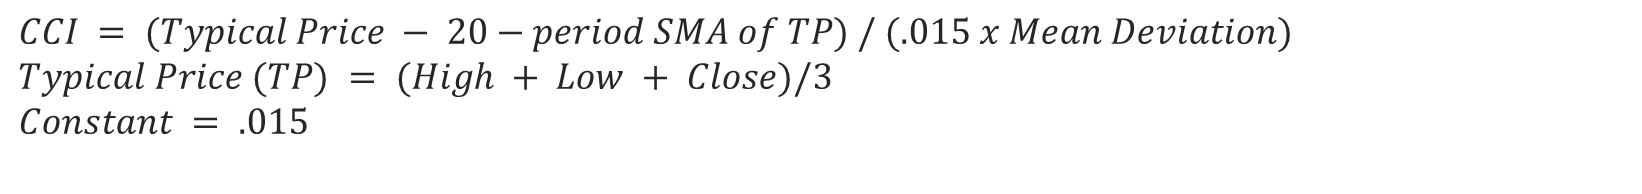 CCI = (Typical Price − 20 − period SMA of TP) / (.015 x Mean Deviation)
Typical Price (TP) = (High + Low + Close)/3
Constant = .015